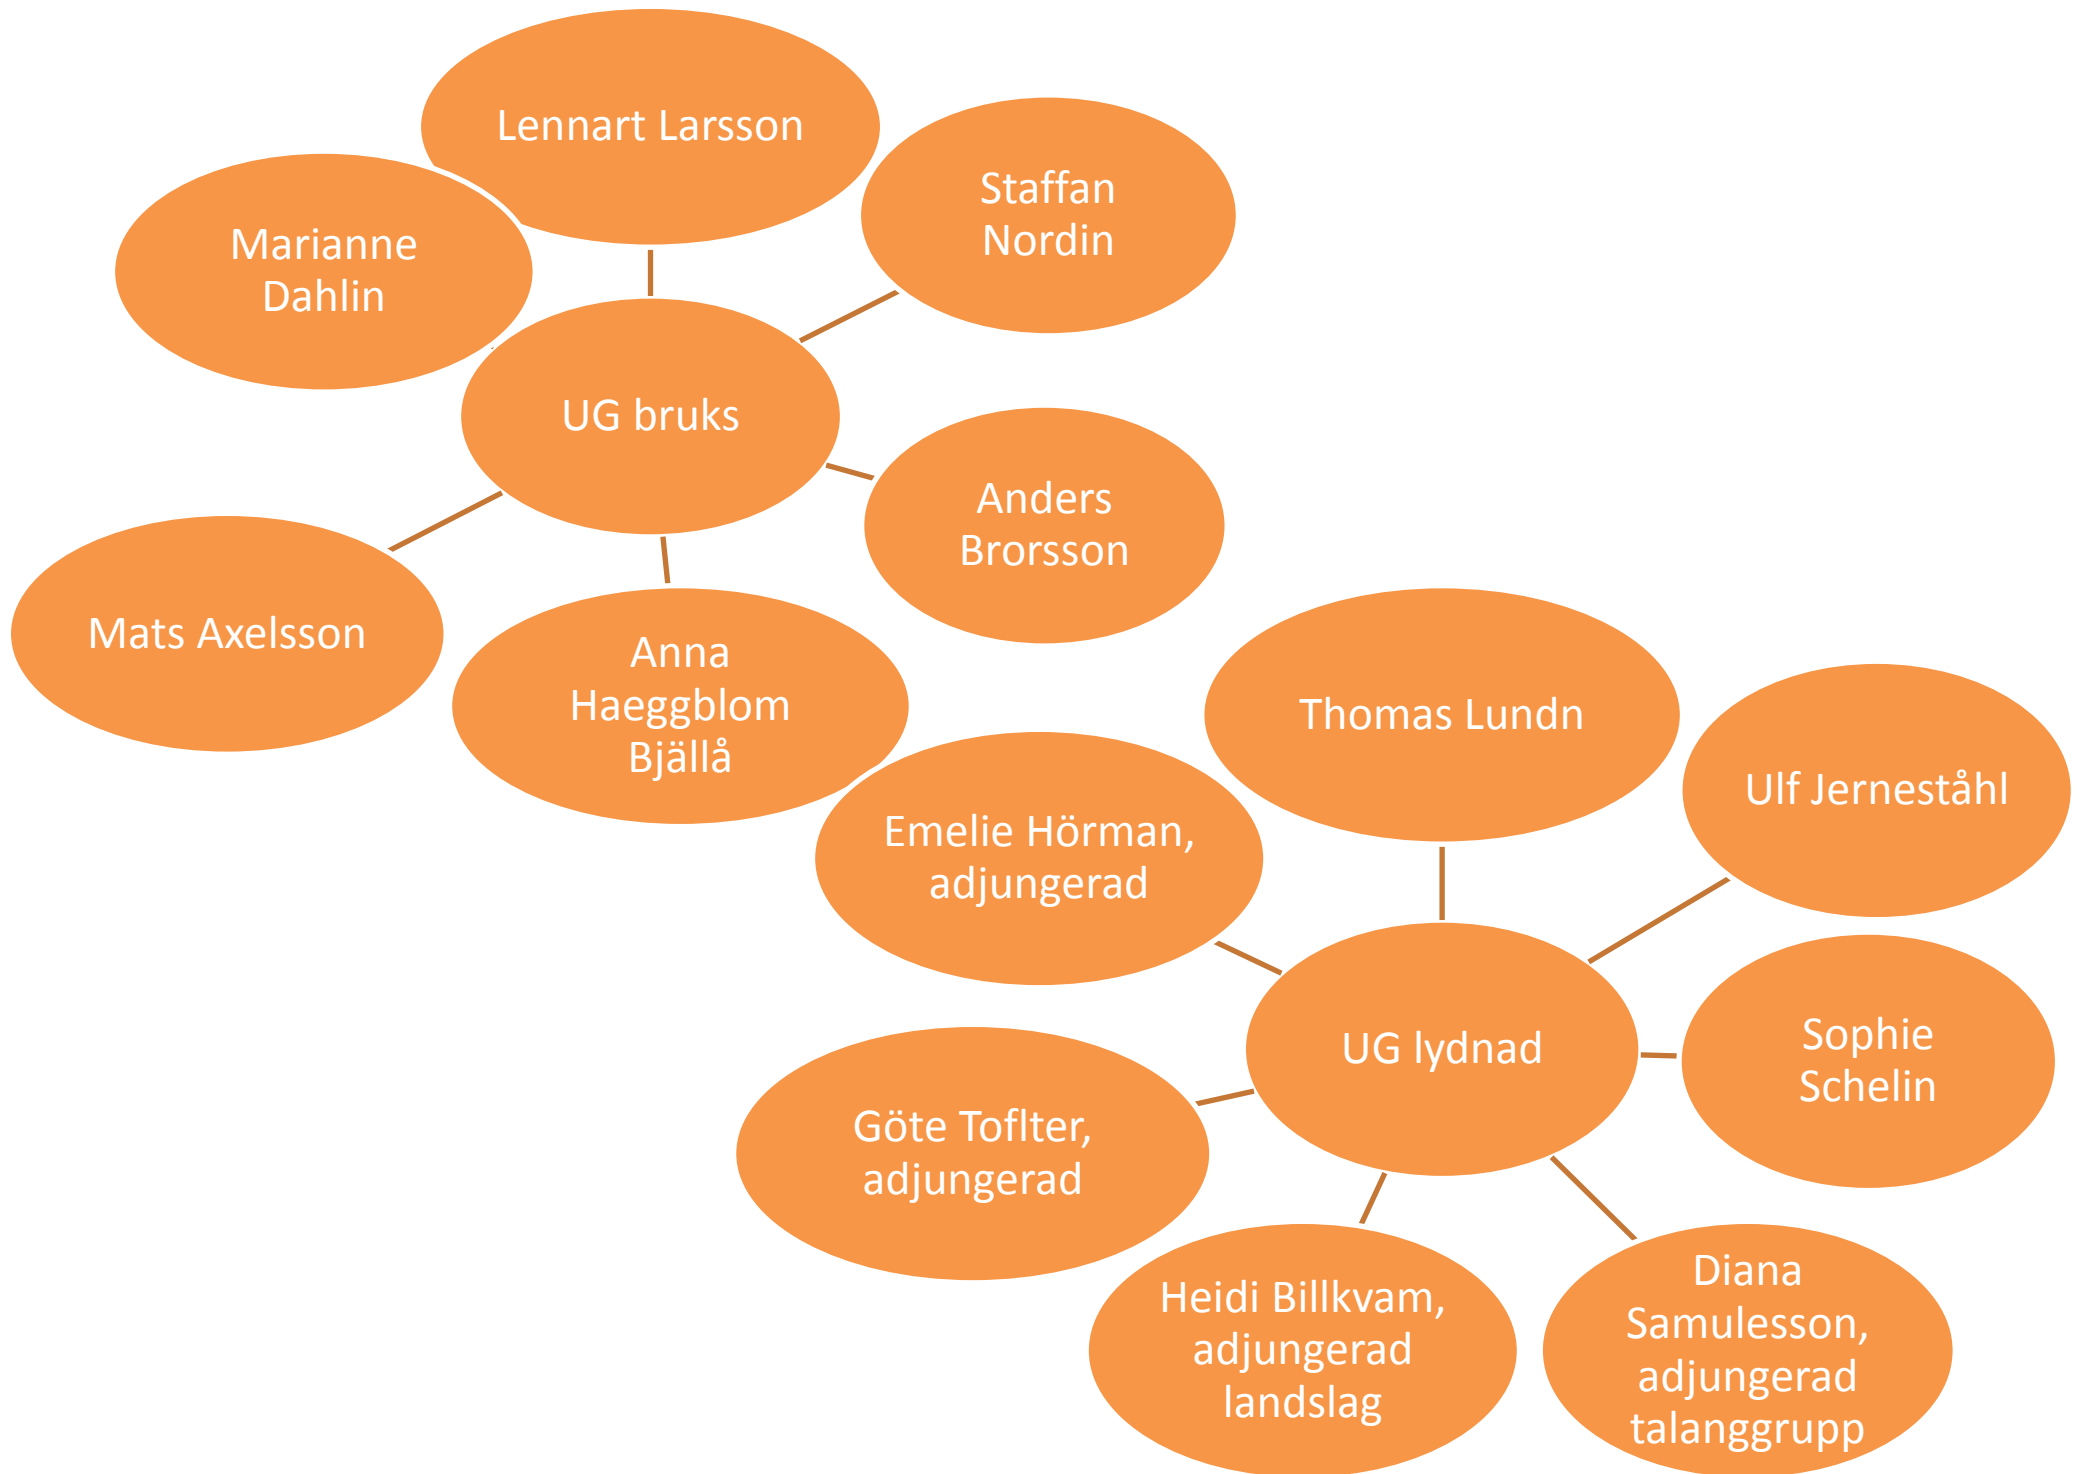 Lennart Larsson
Staffan
Nordin
Marianne
Dahlin
UG bruks
Anders
Brorsson
Mats Axelsson
Anna
Haeggblom
Bjällå
Thomas Lundn
Ulf Jerneståhl
Emelie Hörman,
adjungerad
UG lydnad
Sophie
Schelin
Göte Toflter,
adjungerad
Heidi Billkvam,
adjungerad
landslag
Diana
Samulesson,
adjungerad
talanggrupp